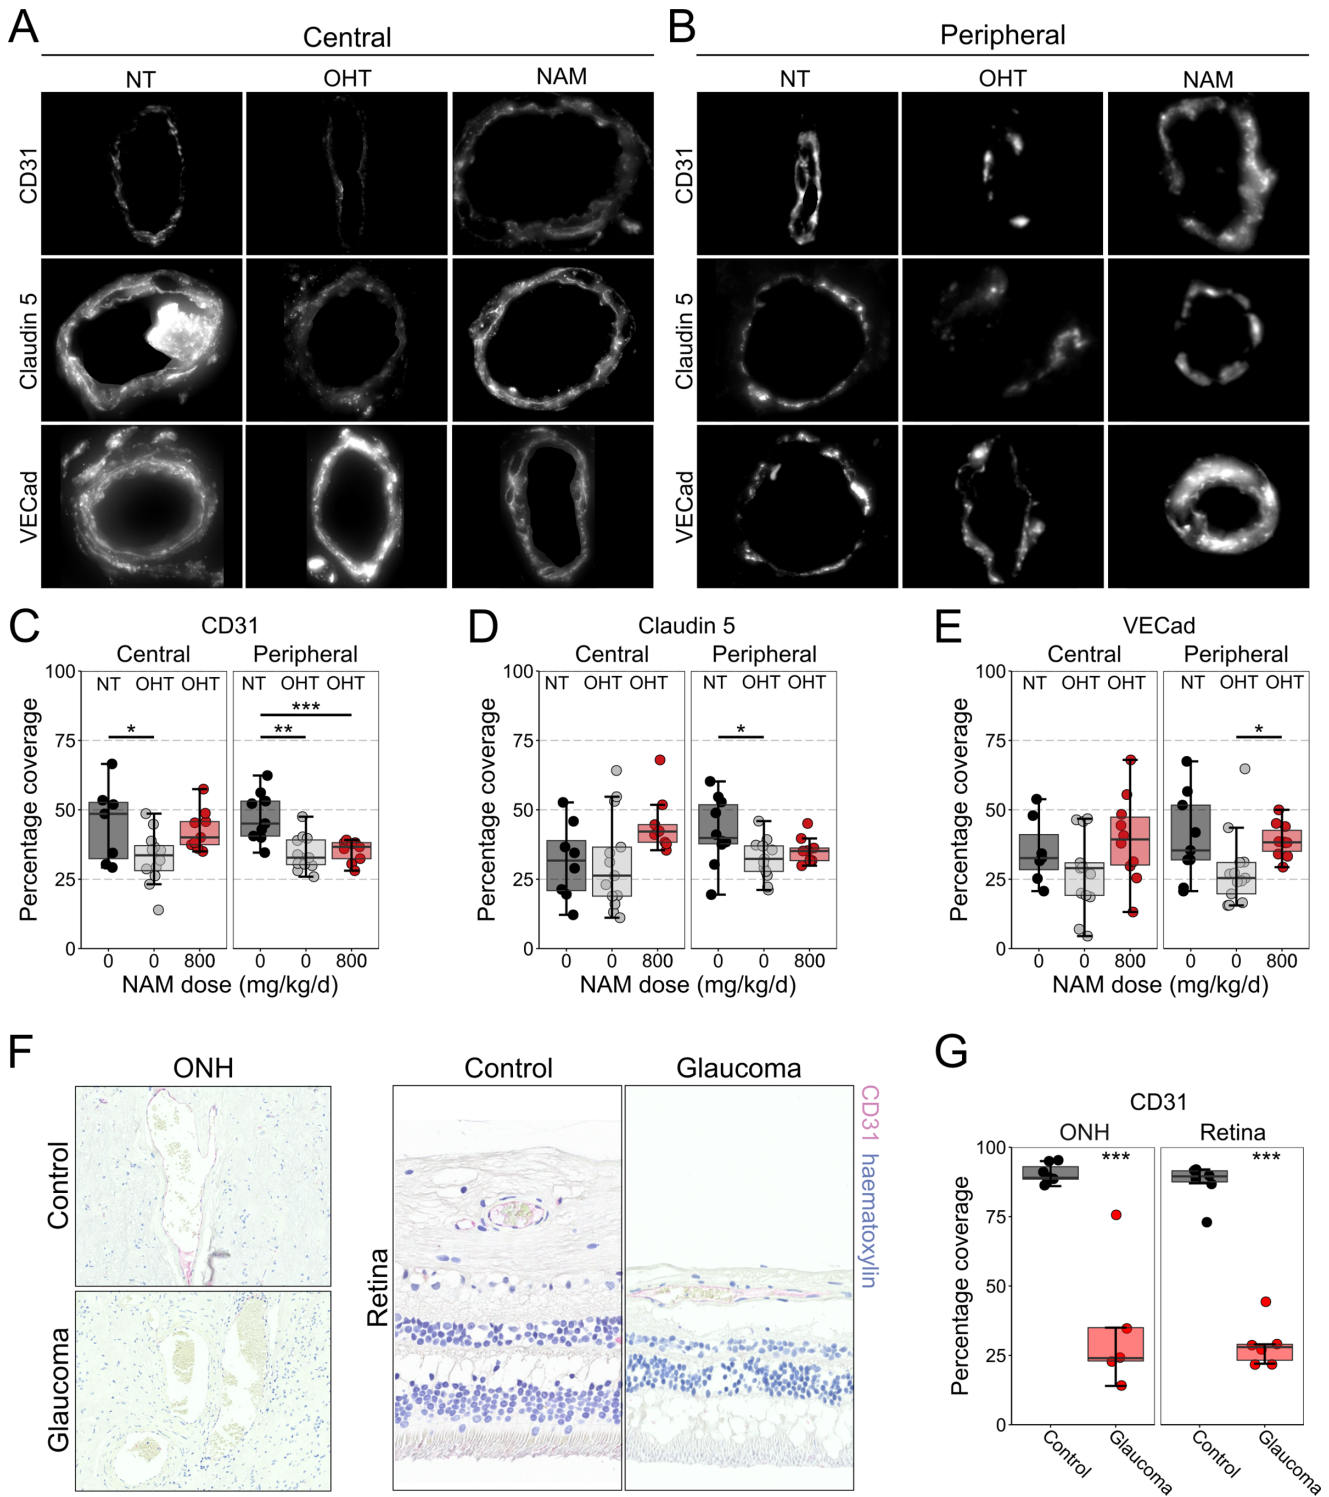 A
Central
NT OHT NAM
CD31
Claudin 5
VECad
B
Peripheral
NT OHT NAM
CD31
Claudin 5
VECad
C
CD31
Central Peripheral
NT OHT OHT NT OHT OHT
* ** ***
Percentage coverage
100
75
50
25
0
0 0 800 0 0 800
NAM dose (mg/kg/d)
D
Claudin 5
Central Peripheral
NT OHT OHT NT OHT OHT
*
Percentage coverage
100
75
50
25
0
0 0 800 0 0 800
NAM dose (mg/kg/d)
E
VECad
Central Peripheral
NT OHT OHT NT OHT OHT
*
Percentage coverage
100
75
50
25
0
0 0 800 0 0 800
NAM dose (mg/kg/d)
F
ONH
Control
Glaucoma
Control Glaucoma
Retina
CD31 haematoxylin
G
CD31
ONH Retina
*** ***
Percentage coverage
100
75
50
25
0
Control Glaucoma Control Glaucoma